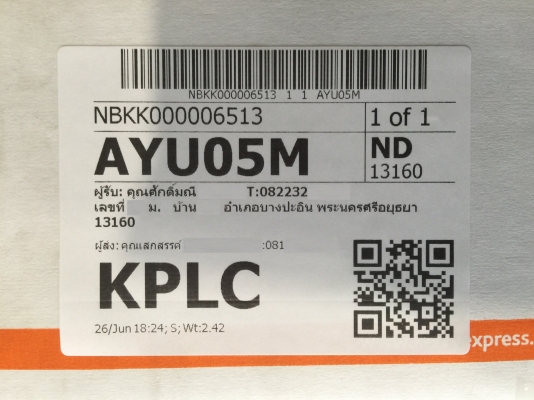 NBKK000006513 1 1 AYU05M
NBKK000006513
1 of 1
AYU05M
ND
13160
ผู้รับ: คุณศักดิ์มณี T:082232
เลขที่ ม. บ้าน อำเภอบางปะอิน พระนครศรีอยุธยา
13160
ผู้ส่ง: คุณแสกสรรค์ :081
KPLC
26/Jun 18:24; S; Wt:2.42
express.